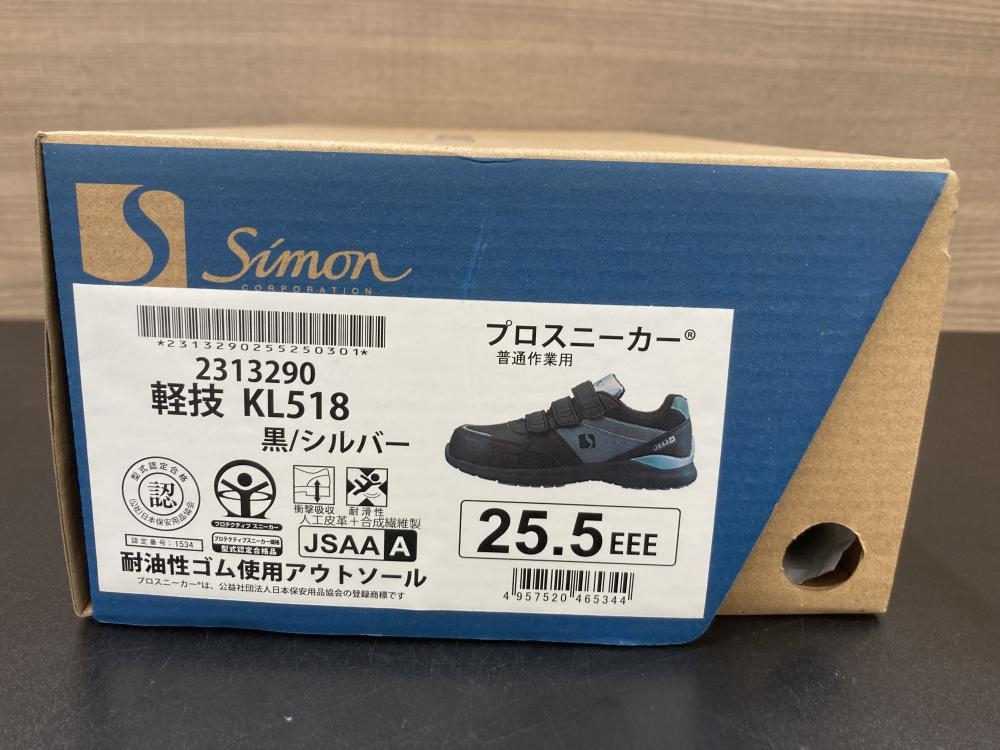 Simon
CORPORATION
*2313290255250301*
2313290
軽技 KL518
黒/シルバー
プロスニーカー®
普通作業用
JSAA A
型式認定合格
認
(公社)日本保安用品協会
認定番号：1534
プロテクティブ スニーカー
プロテクティブスニーカー規格
型式認定合格品
衝撃吸収
耐滑性
人工皮革＋合成繊維製
JSAA A
25.5 EEE
耐油性ゴム使用アウトソール
プロスニーカー®は、公益社団法人日本保安用品協会の登録商標です
4 957520 465344